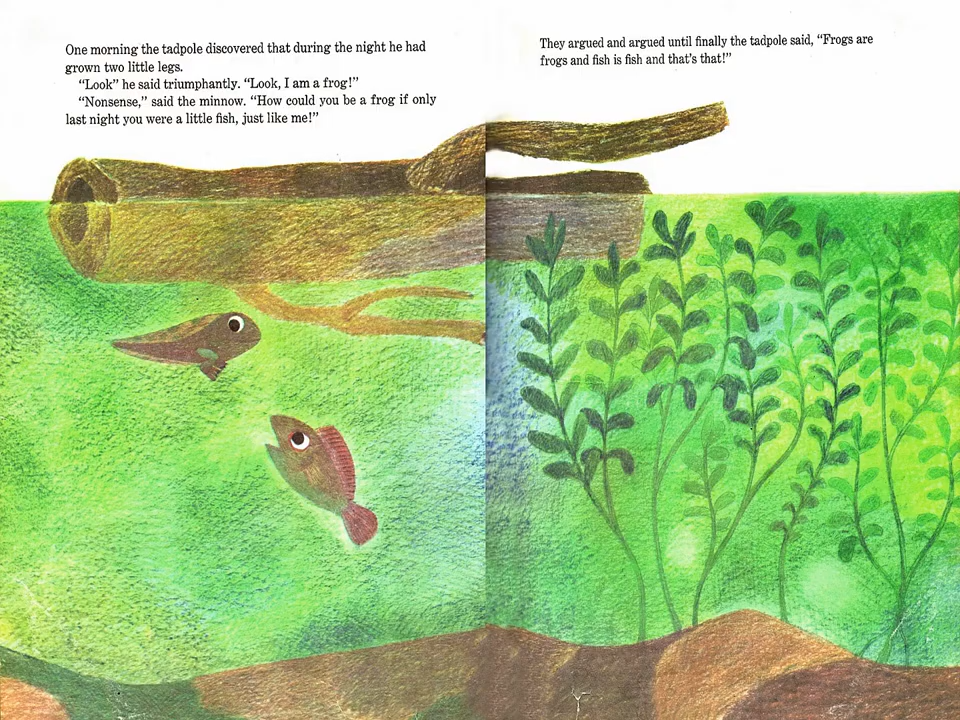 One morning the tadpole discovered that during the night he had
grown two little legs.
“Look” he said triumphantly. “Look, I am a frog!”
“Nonsense,” said the minnow. “How could you be a frog if only
last night you were a little fish, just like me!”
They argued and argued until finally the tadpole said, “Frogs are
frogs and fish is fish and that's that!”